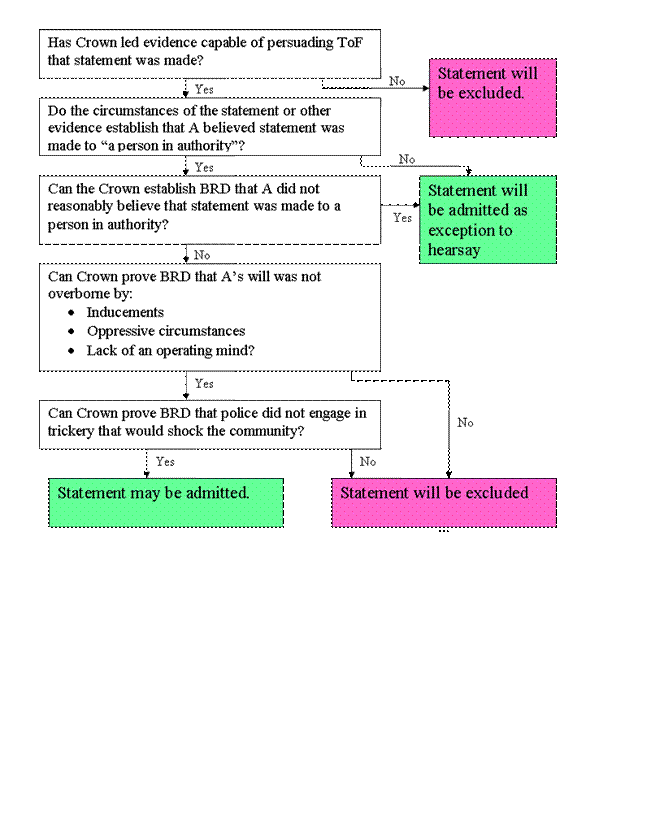 Has Crown led evidence capable of persuading ToF
that statement was made?
No
Statement will
be excluded.
Yes
Do the circumstances of the statement or other
evidence establish that A believed statement was
made to “a person in authority”?
No
Yes
Can the Crown establish BRD that A did not
reasonably believe that statement was made to a
person in authority?
Yes
Statement will
be admitted as
exception to
hearsay
No
Can Crown prove BRD that A’s will was not
overborne by:
• Inducements
• Oppressive circumstances
• Lack of an operating mind?
Yes
No
Can Crown prove BRD that police did not engage in
trickery that would shock the community?
Yes
No
Statement may be admitted.
Statement will be excluded